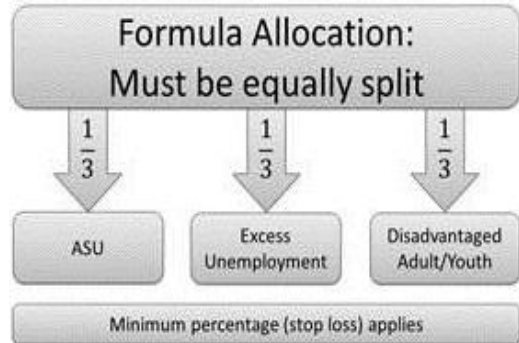 Formula Allocation:
Must be equally split
1/3 1/3 1/3
ASU
Excess
Unemployment
Disadvantaged
Adult/Youth
Minimum percentage (stop loss) applies